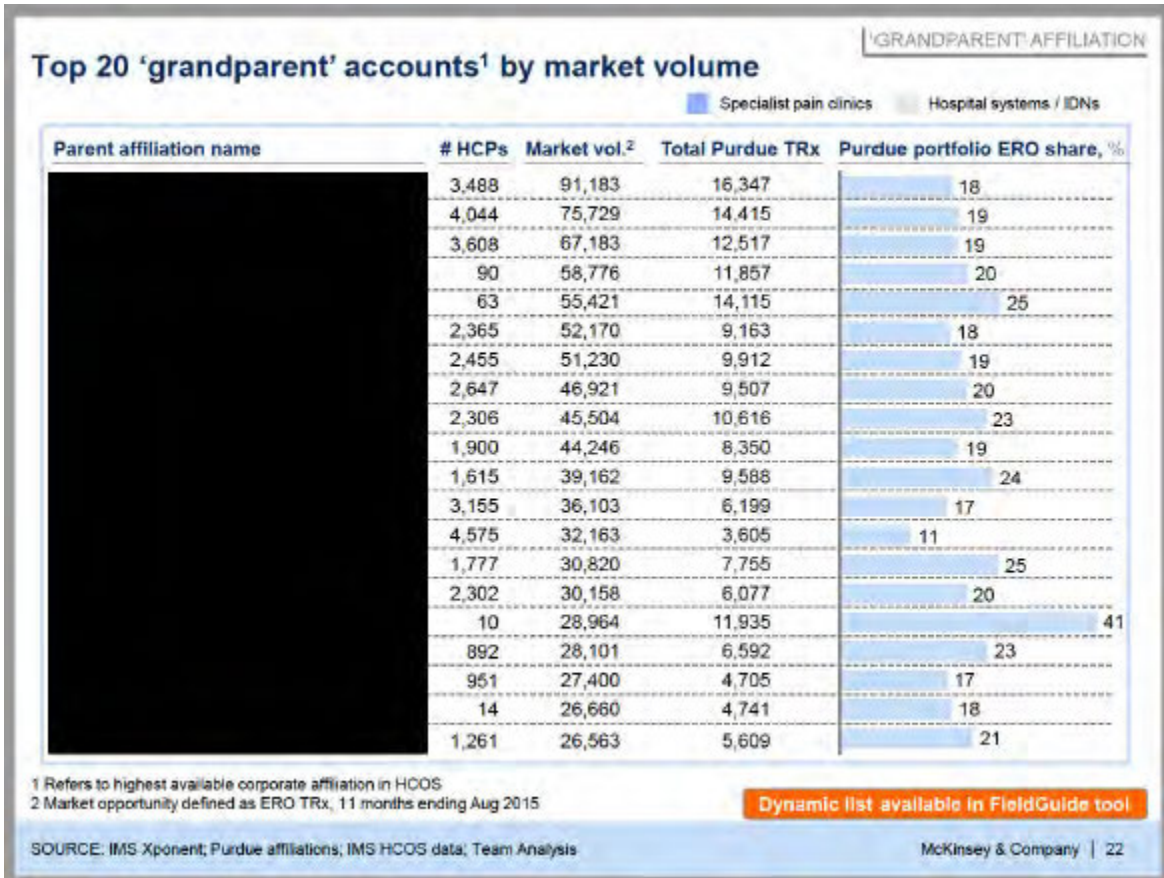 'GRANDPARENT' AFFILIATION
Top 20 'grandparent' accounts¹ by market volume
Specialist pain clinics Hospital systems / IDNs
Parent affiliation name # HCPs Market vol.² Total Purdue TRx Purdue portfolio ERO share, %
3,488 91,183 16,347 18
4,044 75,729 14,415 19
3,608 67,183 12,517 19
90 58,776 11,857 20
63 55,421 14,115 25
2,365 52,170 9,163 18
2,455 51,230 9,912 19
2,647 46,921 9,507 20
2,306 45,504 10,616 23
1,900 44,246 8,350 19
1,615 39,162 9,588 24
3,155 36,103 6,199 17
4,575 32,163 3,605 11
1,777 30,820 7,755 25
2,302 30,158 6,077 20
10 28,964 11,935 41
892 28,101 6,592 23
951 27,400 4,705 17
14 26,660 4,741 18
1,261 26,563 5,609 21
1 Refers to highest available corporate affiliation in HCOS
2 Market opportunity defined as ERO TRx, 11 months ending Aug 2015
Dynamic list available in FieldGuide tool
SOURCE: IMS Xponent; Purdue affiliations; IMS HCOS data; Team Analysis
McKinsey & Company | 22